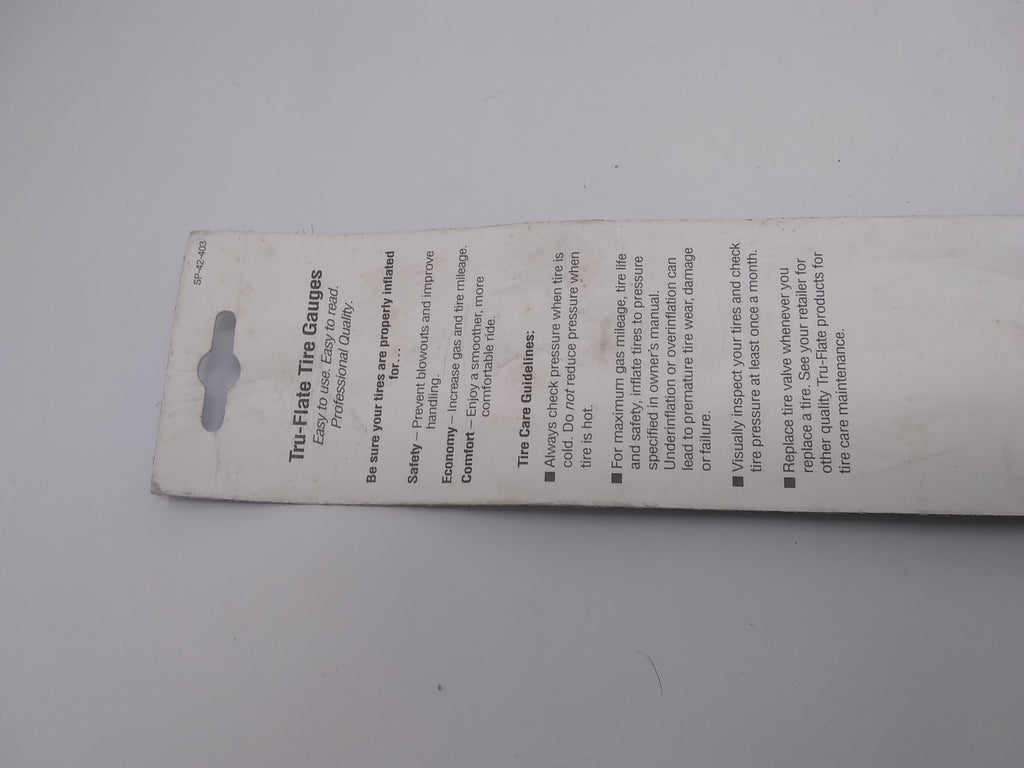 SP-42-403
Tru-Flate Tire Gauges
Easy to use. Easy to read.
Professional Quality.
Be sure your tires are properly inflated
for....
Safety – Prevent blowouts and improve
handling.
Economy – Increase gas and tire mileage.
Comfort – Enjoy a smoother, more
comfortable ride.
Tire Care Guidelines:
■ Always check pressure when tire is
cold. Do not reduce pressure when
tire is hot.
■ For maximum gas mileage, tire life
and safety, inflate tires to pressure
specified in owner's manual.
Underinflation or overinflation can
lead to premature tire wear, damage
or failure.
■ Visually inspect your tires and check
tire pressure at least once a month.
■ Replace tire valve whenever you
replace a tire. See your retailer for
other quality Tru-Flate products for
tire care maintenance.